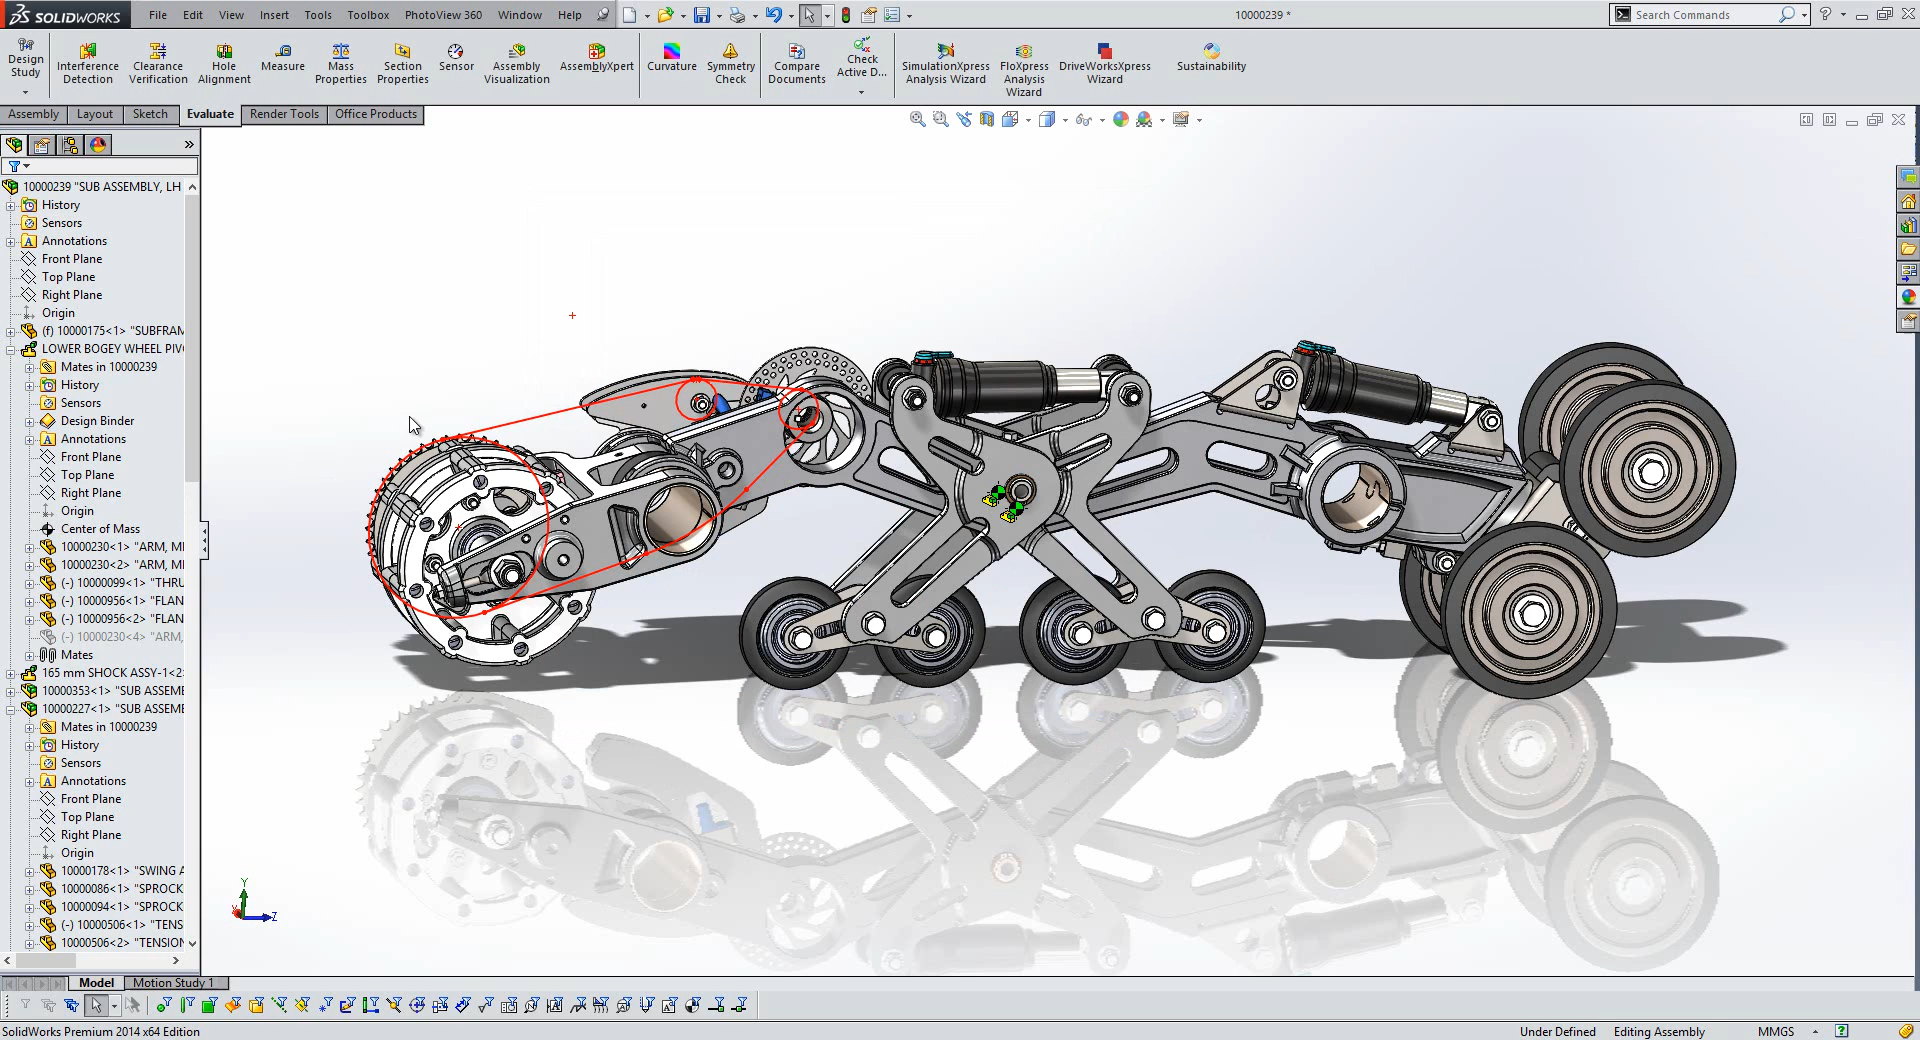 SOLIDWORKS File Edit View Insert Tools Toolbox PhotoView 360 Window Help 10000239 * Search Commands ?
Design Study
Interference Detection
Clearance Verification
Hole Alignment
Measure
Mass Properties
Section Properties
Sensor
Assembly Visualization
AssemblyXpert
Curvature
Symmetry Check
Compare Documents
Check Active D...
SimulationXpress Analysis Wizard
FloXpress Analysis Wizard
DriveWorksXpress Wizard
Sustainability
Assembly Layout Sketch Evaluate Render Tools Office Products
10000239 "SUB ASSEMBLY, LH
History
Sensors
Annotations
Front Plane
Top Plane
Right Plane
Origin
(f) 10000175<1> "SUBFRAM
LOWER BOGEY WHEEL PIV
Mates in 10000239
History
Sensors
Design Binder
Annotations
Front Plane
Top Plane
Right Plane
Origin
Center of Mass
10000230<1> "ARM, MI
10000230<2> "ARM, MI
(-) 10000099<1> "THRU
(-) 10000956<1> "FLAN
(-) 10000956<2> "FLAN
(-) 10000230<4> "ARM,
Mates
165 mm SHOCK ASSY-1<2>
10000353<1> "SUB ASSEME
10000227<1> "SUB ASSEME
Mates in 10000239
History
Sensors
Annotations
Front Plane
Top Plane
Right Plane
Origin
10000178<1> "SWING A
10000086<1> "SPROCK
10000094<1> "SPROCK
(-) 10000506<1> "TENS
10000506<2> "TENSION
Y
Z
Model Motion Study 1
SolidWorks Premium 2014 x64 Edition Under Defined Editing Assembly MMGS ?